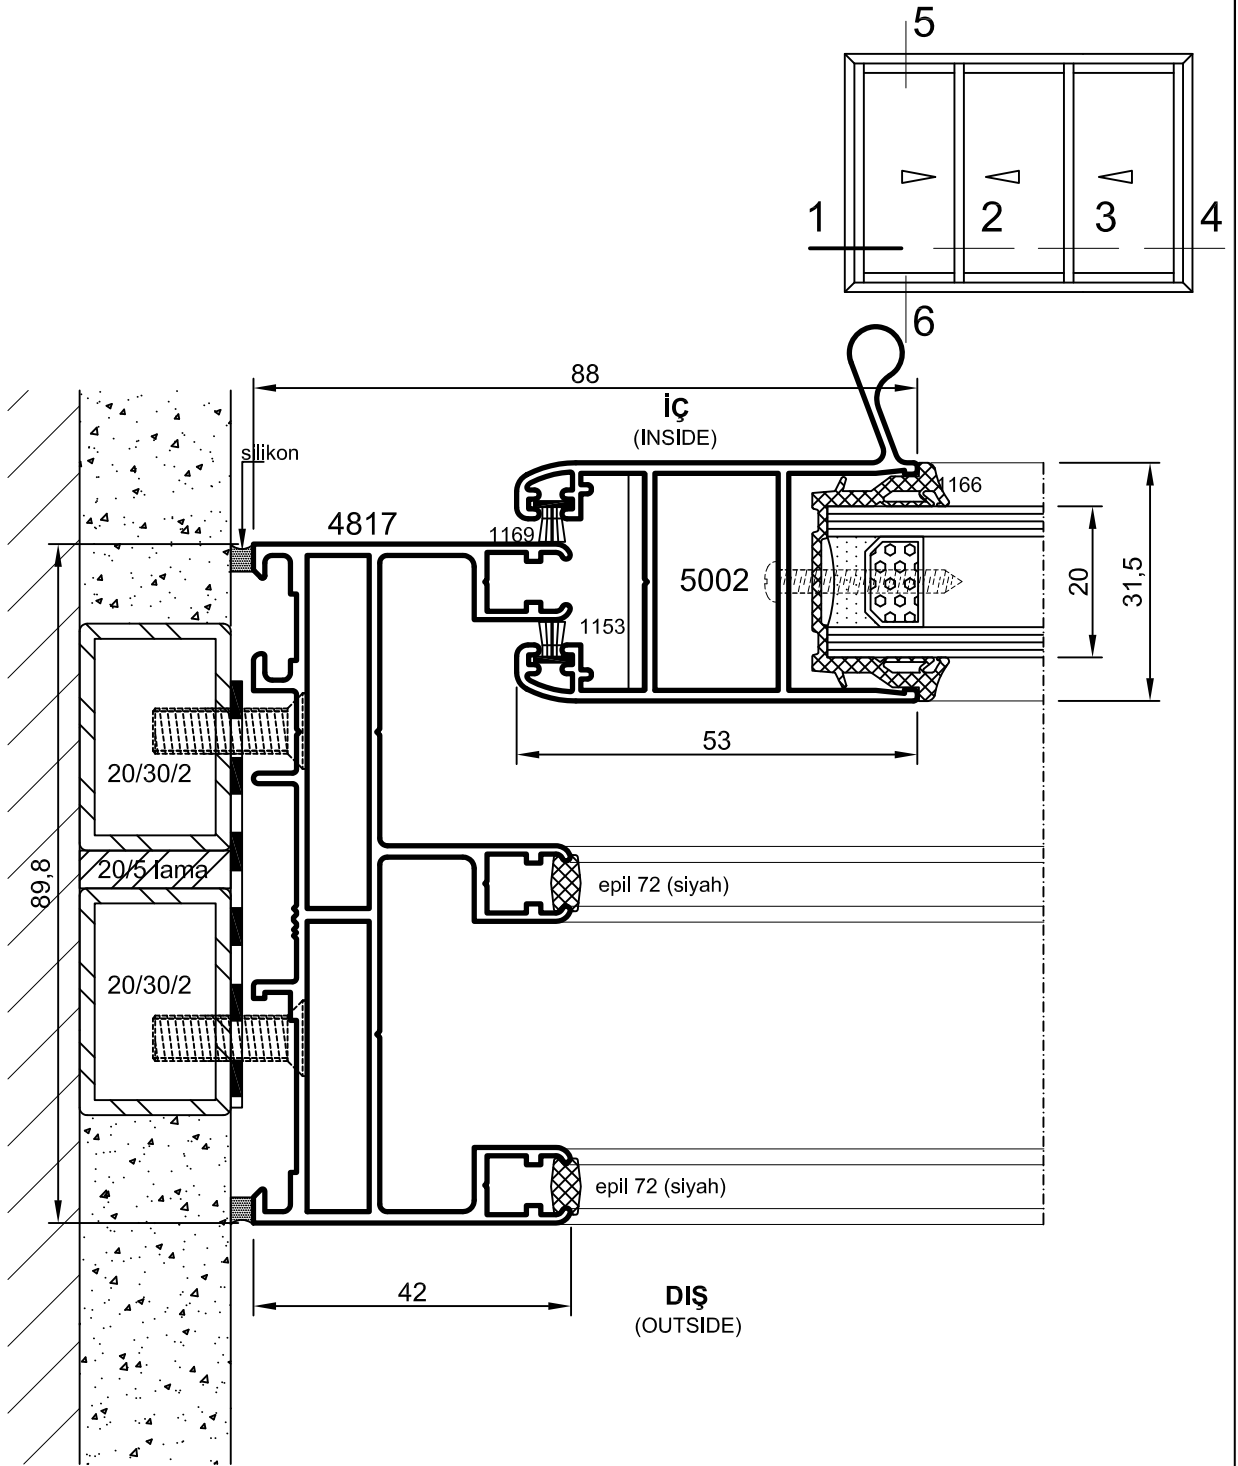 5
1
2
3
4
6
88
İÇ
(INSIDE)
silikon
1166
4817
1169
5002
20
31,5
1153
53
20/30/2
20/5 lama
89,8
epil 72 (siyah)
20/30/2
epil 72 (siyah)
42
DIŞ
(OUTSIDE)